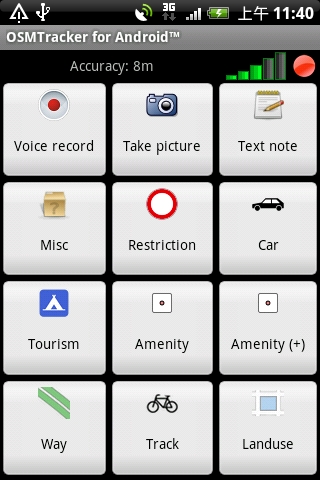 3G
上午 11:40
OSMTracker for Android™
Accuracy: 8m
Voice record
Take picture
Text note
Misc
Restriction
Car
Tourism
Amenity
Amenity (+)
Way
Track
Landuse